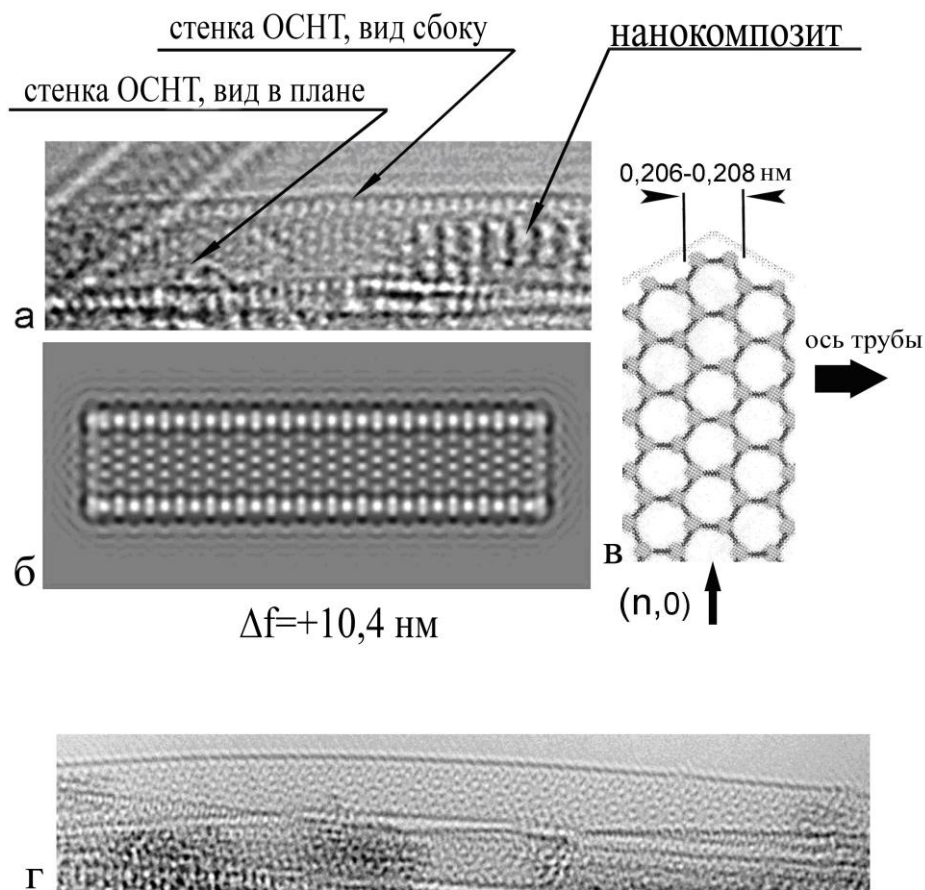 стенка ОСНТ, вид сбоку
нанокомпозит
стенка ОСНТ, вид в плане
0,206-0,208 нм
а
ось трубы
б
в
(n,0)
Δf=+10,4 нм
г